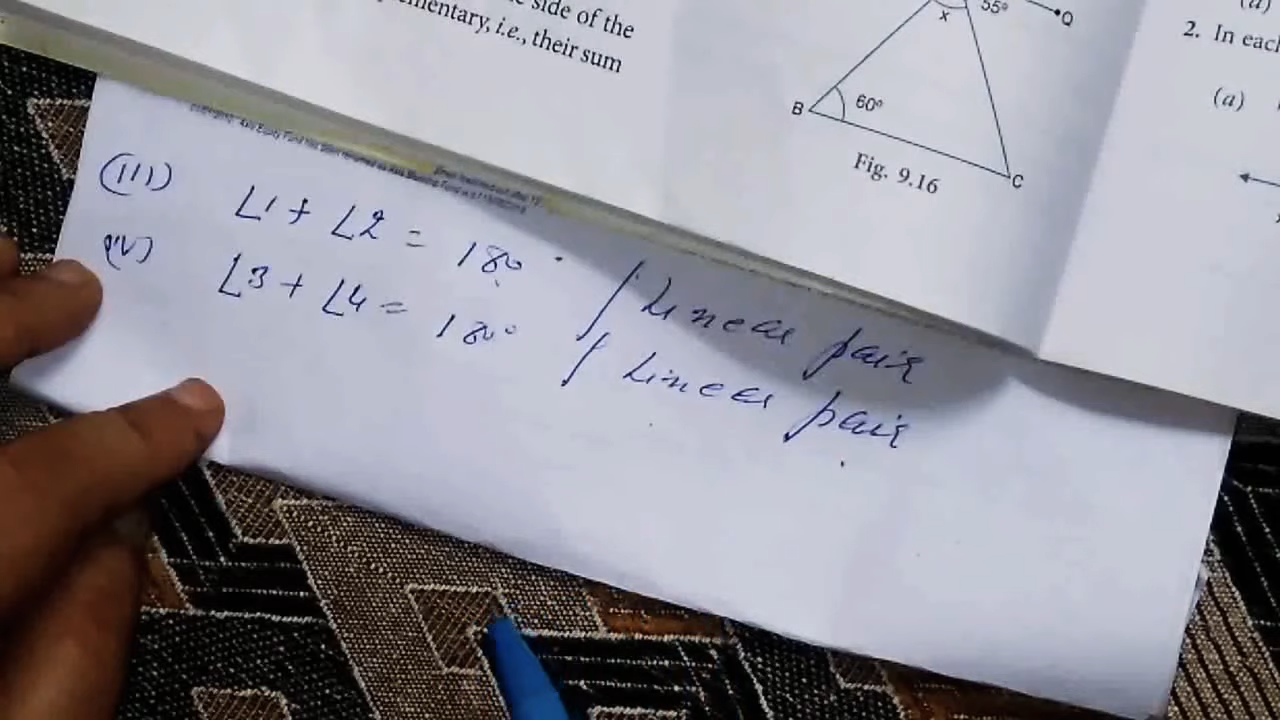 side of the
mentary, i.e., their sum
x
55°
Q
B
60°
C
Fig. 9.16
(a)
2. In each
(a)
(III)
∠1 + ∠2 = 180° / Linear pair
(IV)
∠3 + ∠4 = 180° / Linear pair